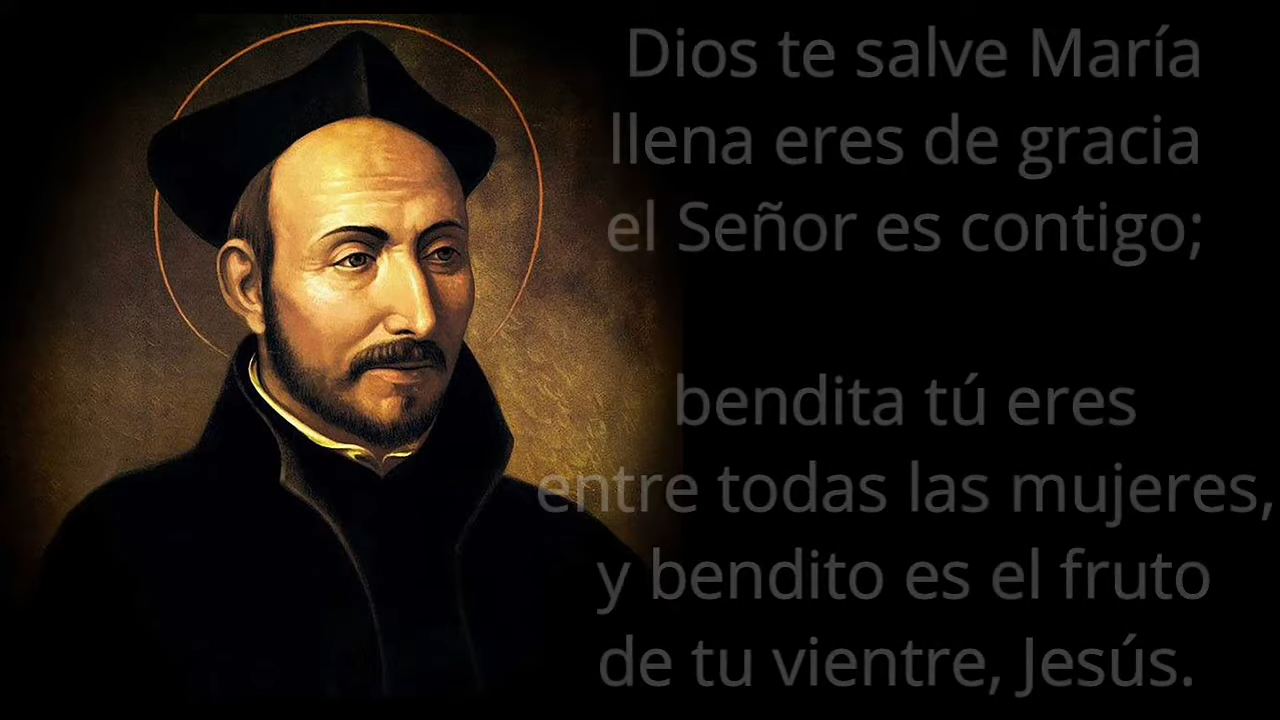 Dios te salve María
llena eres de gracia
el Señor es contigo;
bendita tú eres
entre todas las mujeres,
y bendito es el fruto
de tu vientre, Jesús.